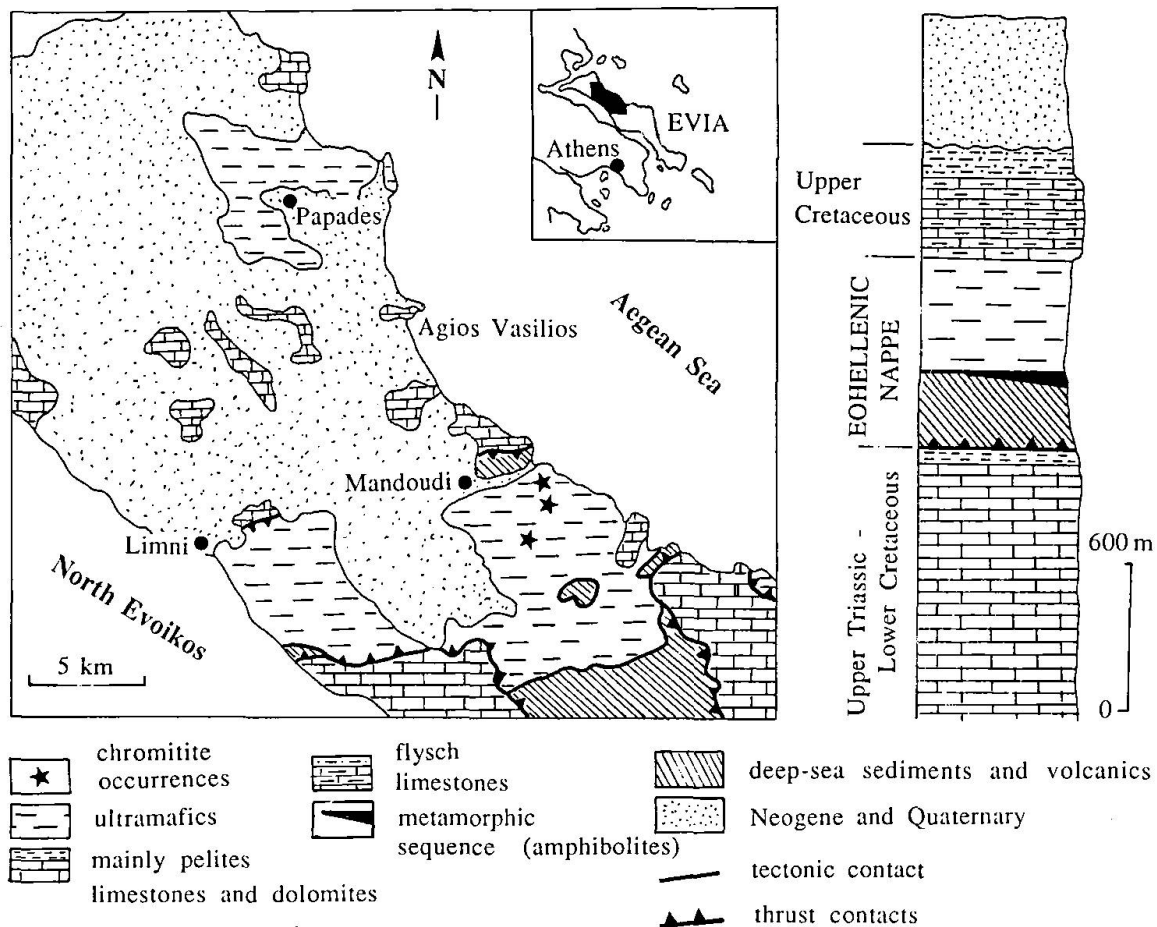 N
EVIA
Athens
Papades
Agios Vasilios
Aegean Sea
Mandoudi
Limni
North Evoikos
5 km
Upper
Cretaceous
EOHELLENIC
NAPPE
Upper Triassic -
Lower Cretaceous
600 m
0
chromitite
occurrences
ultramafics
mainly pelites
limestones and dolomites
flysch
limestones
metamorphic
sequence (amphibolites)
deep-sea sediments and volcanics
Neogene and Quaternary
tectonic contact
thrust contacts